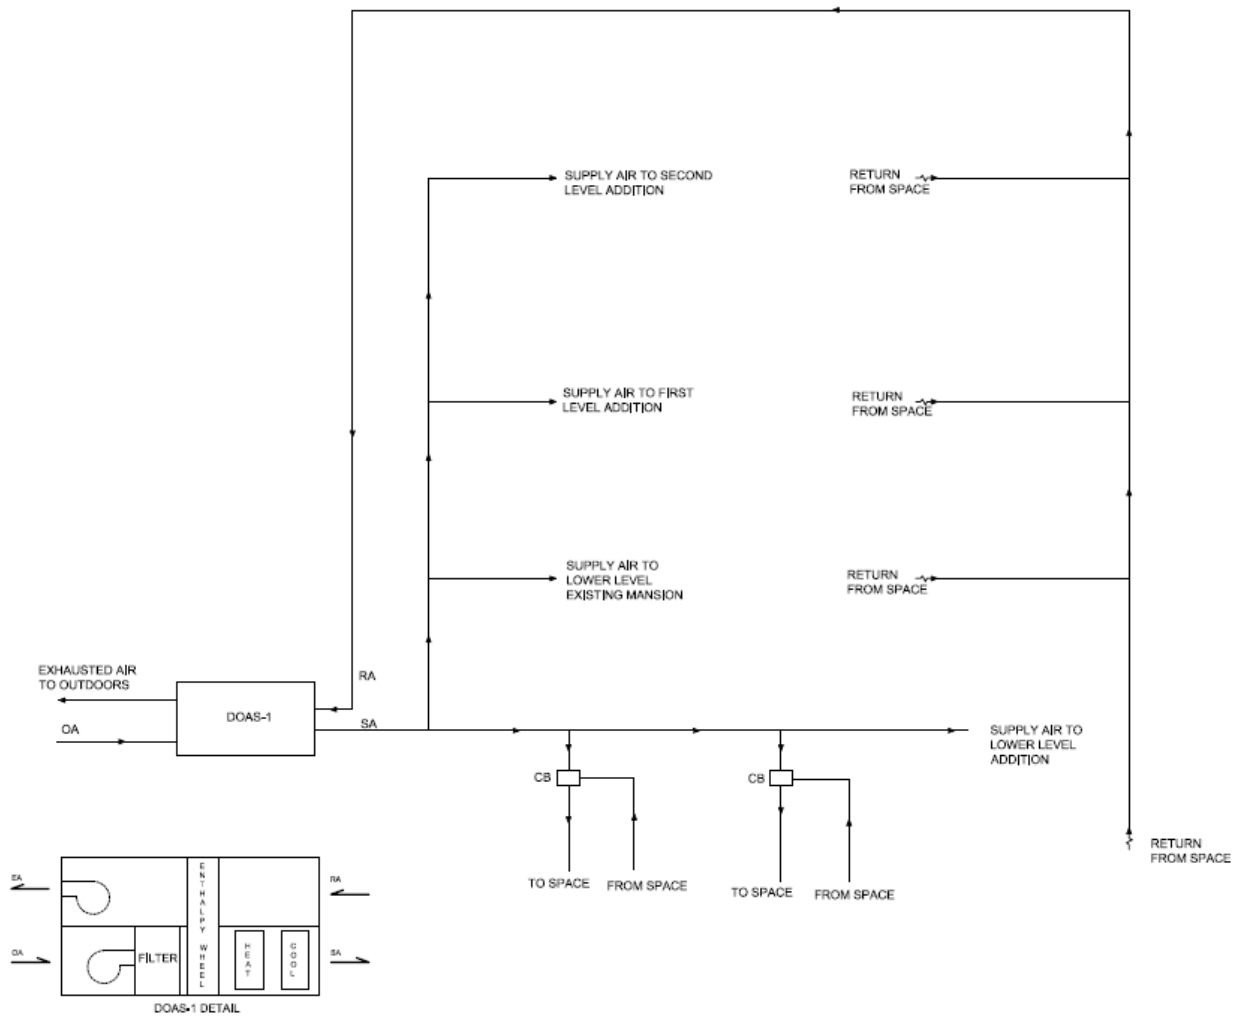 SUPPLY AIR TO SECOND
LEVEL ADDITION
RETURN
FROM SPACE
SUPPLY AIR TO FIRST
LEVEL ADDITION
RETURN
FROM SPACE
SUPPLY AIR TO
LOWER LEVEL
EXISTING MANSION
RETURN
FROM SPACE
EXHAUSTED AIR
TO OUTDOORS
RA
DOAS-1
OA
SA
SUPPLY AIR TO
LOWER LEVEL
ADDITION
CB
CB
RETURN
FROM SPACE
TO SPACE
FROM SPACE
TO SPACE
FROM SPACE
EA
ENTHALPY WHEEL
RA
OA
FILTER
HEAT
COOL
SA
DOAS-1 DETAIL